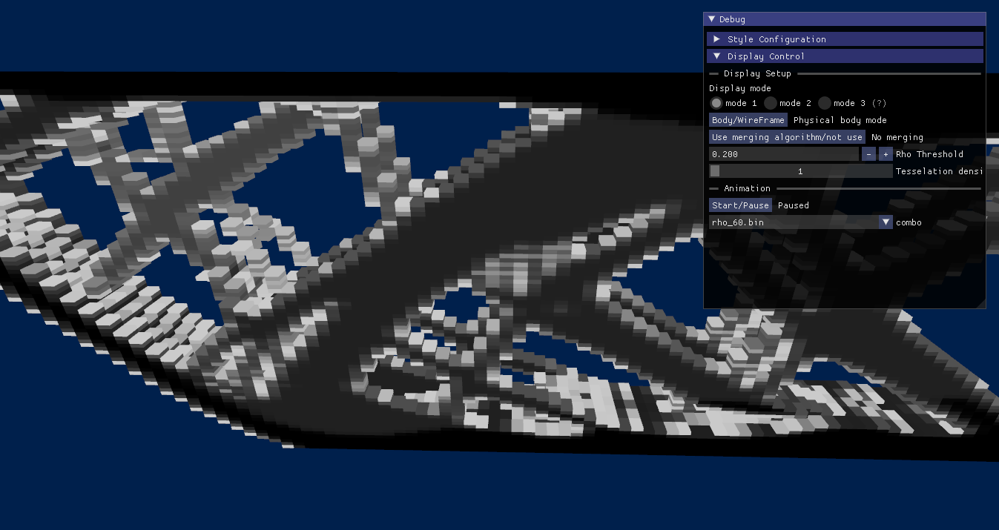 Debug
Style Configuration
Display Control
Display Setup
Display mode
mode 1 mode 2 mode 3 (?)
Body/WireFrame Physical body mode
Use merging algorithm/not use No merging
0.200 - + Rho Threshold
1 Tesselation densi
Animation
Start/Pause Paused
rho_60.bin combo